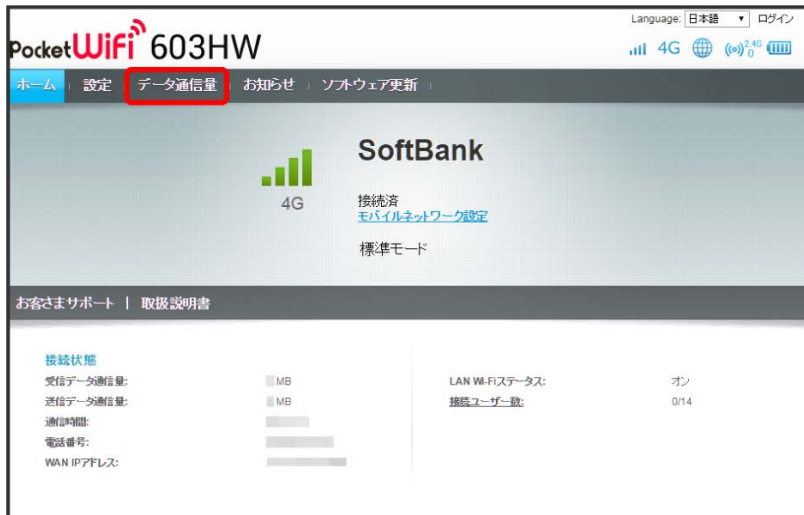 Language: 日本語 ログイン
PocketWiFi 603HW
4G 2.4G 0
ホーム 設定 データ通信量 お知らせ ソフトウェア更新
SoftBank
4G
接続済
モバイルネットワーク設定
標準モード
お客さまサポート | 取扱説明書
接続状態
受信データ通信量: MB LAN Wi-Fiステータス: オン
送信データ通信量: MB 接続ユーザー数: 0/14
通信時間:
電話番号:
WAN IPアドレス: